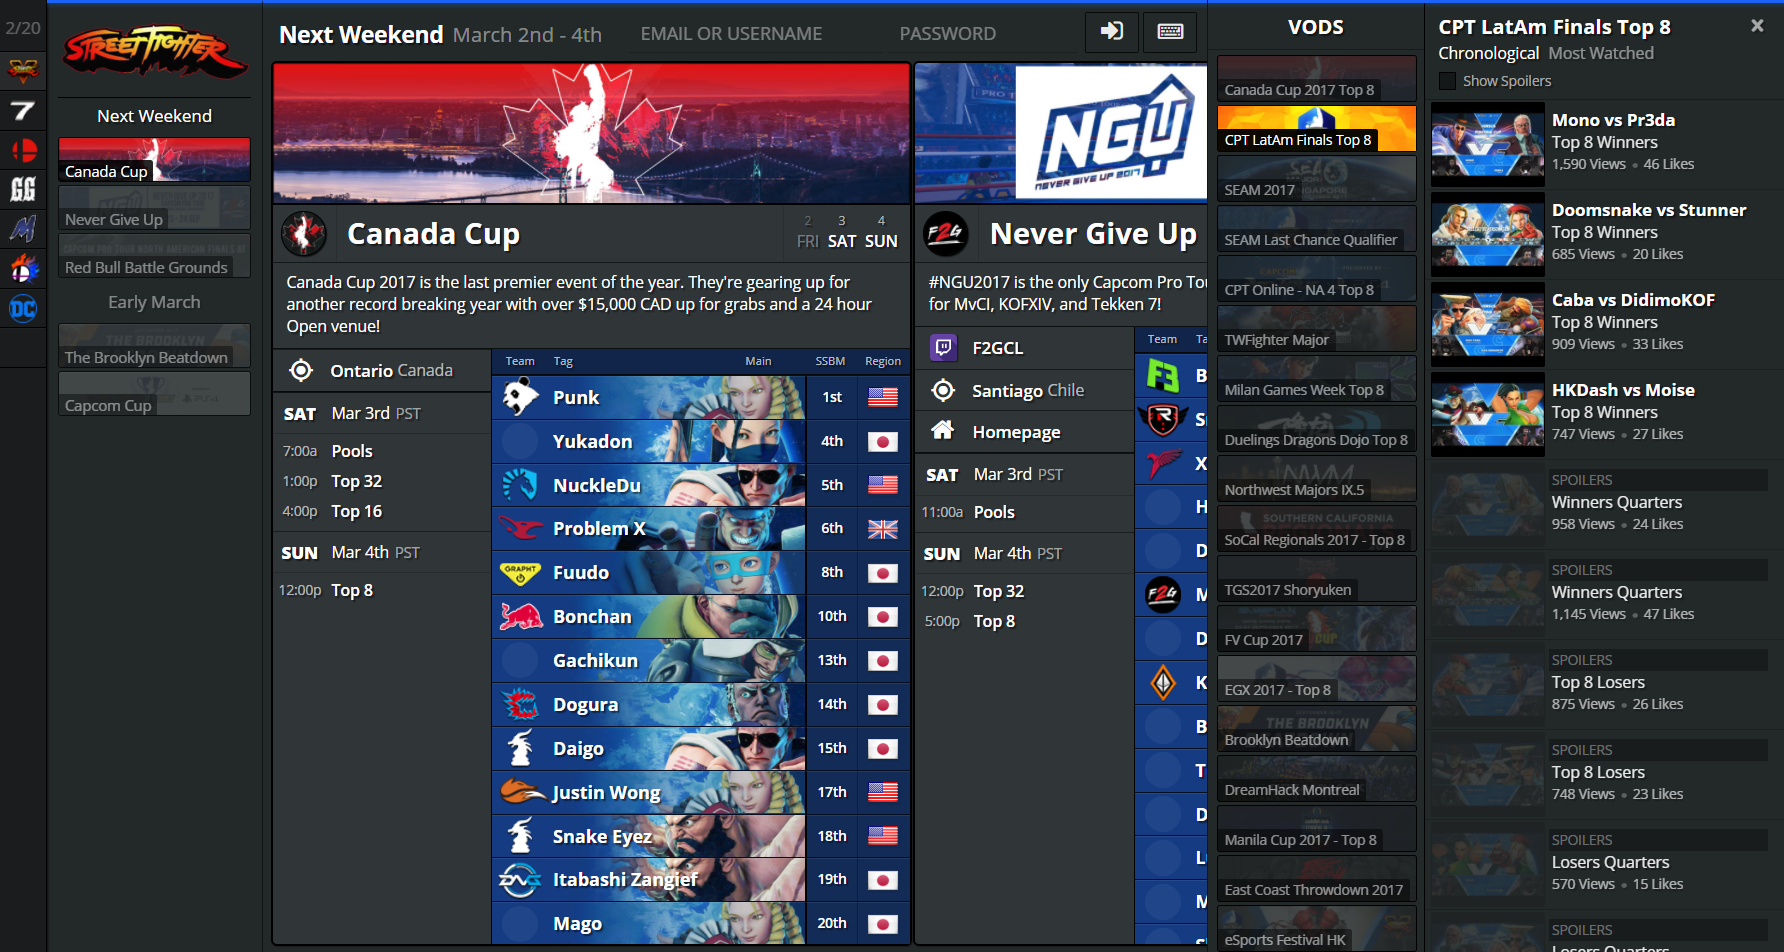 2/20
7
GG
DC
STREET FIGHTER
Next Weekend
Canada Cup
Never Give Up
Red Bull Battle Grounds
Early March
The Brooklyn Beatdown
Capcom Cup
Next Weekend March 2nd - 4th
EMAIL OR USERNAME
PASSWORD
Canada Cup
2 FRI
3 SAT
4 SUN
Canada Cup 2017 is the last premier event of the year. They're gearing up for
another record breaking year with over $15,000 CAD up for grabs and a 24 hour
Open venue!
Ontario Canada
SAT Mar 3rd PST
7:00a Pools
1:00p Top 32
4:00p Top 16
SUN Mar 4th PST
12:00p Top 8
Team Tag Main SSBM Region
Punk 1st
Yukadon 4th
NuckleDu 5th
Problem X 6th
GRAPHT Fuudo 8th
Bonchan 10th
Gachikun 13th
Dogura 14th
Daigo 15th
Justin Wong 17th
Snake Eyez 18th
Itabashi Zangief 19th
Mago 20th
NGU
NEVER GIVE UP 2017
F2G
Never Give Up
#NGU2017 is the only Capcom Pro Tou
for MvCI, KOFXIV, and Tekken 7!
F2GCL
Santiago Chile
Homepage
SAT Mar 3rd PST
11:00a Pools
SUN Mar 4th PST
12:00p Top 32
5:00p Top 8
Team Ta
F3 B
S
X
H
D
F2G M
D
K
B
T
D
L
M
VODS
Canada Cup 2017 Top 8
CPT LatAm Finals Top 8
SEAM 2017
SEAM Last Chance Qualifier
CPT Online - NA 4 Top 8
TWFighter Major
Milan Games Week Top 8
Duelings Dragons Dojo Top 8
Northwest Majors IX.5
SOUTHERN CALIFORNIA
SoCal Regionals 2017 - Top 8
TGS2017 Shoryuken
FV Cup 2017
EGX 2017 - Top 8
THE BROOKLYN
Brooklyn Beatdown
DreamHack Montreal
Manila Cup 2017 - Top 8
East Coast Throwdown 2017
eSports Festival HK
CPT LatAm Finals Top 8
Chronological Most Watched
Show Spoilers
Mono vs Pr3da
Top 8 Winners
1,590 Views • 46 Likes
Doomsnake vs Stunner
Top 8 Winners
685 Views • 20 Likes
Caba vs DidimoKOF
Top 8 Winners
909 Views • 33 Likes
HKDash vs Moise
Top 8 Winners
747 Views • 27 Likes
SPOILERS
Winners Quarters
958 Views • 24 Likes
SPOILERS
Winners Quarters
1,145 Views • 47 Likes
SPOILERS
Top 8 Losers
875 Views • 26 Likes
SPOILERS
Top 8 Losers
748 Views • 23 Likes
SPOILERS
Losers Quarters
570 Views • 15 Likes
SPOILERS
Losers Quarters